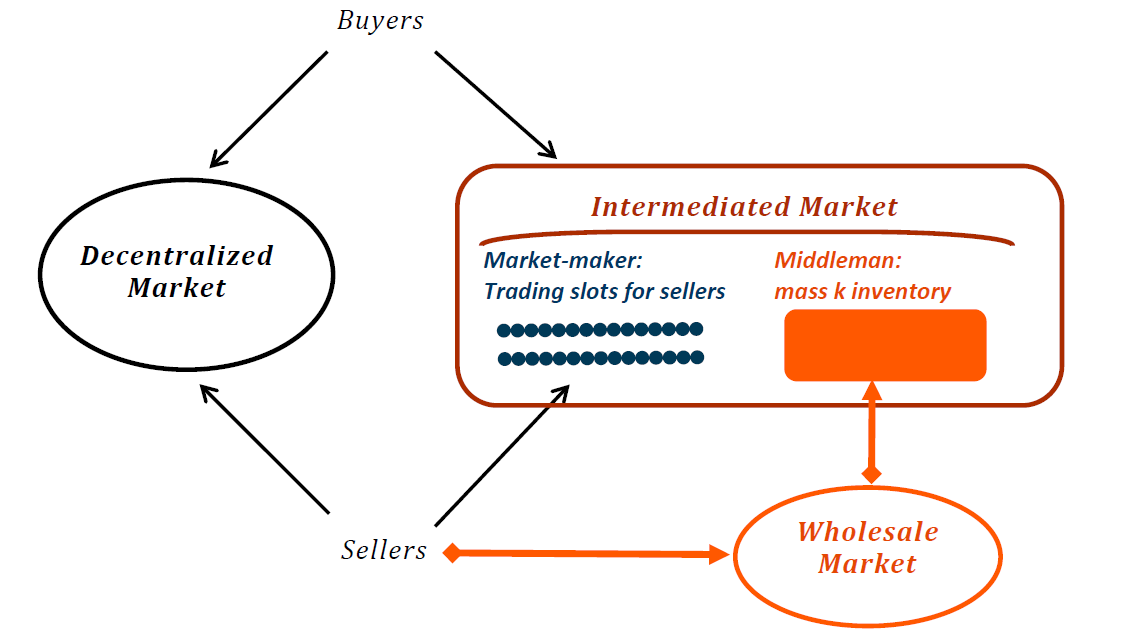 Buyers
Decentralized
Market
Intermediated Market
Market-maker:
Trading slots for sellers
Middleman:
mass k inventory
Sellers
Wholesale
Market